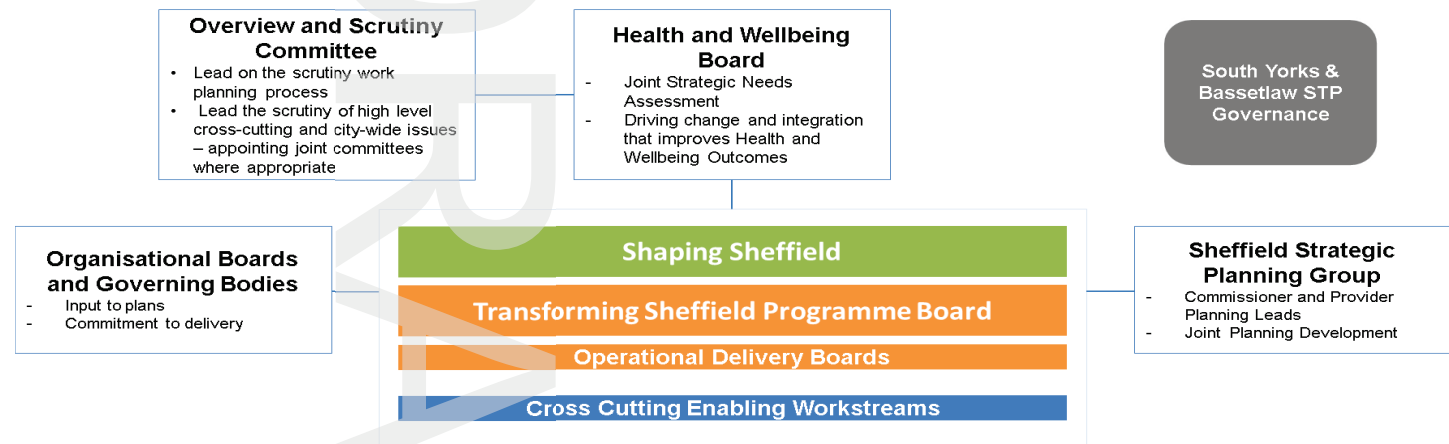 Overview and Scrutiny
Committee
• Lead on the scrutiny work
planning process
• Lead the scrutiny of high level
cross-cutting and city-wide issues
– appointing joint committees
where appropriate
Health and Wellbeing
Board
- Joint Strategic Needs
Assessment
- Driving change and integration
that improves Health and
Wellbeing Outcomes
South Yorks &
Bassetlaw STP
Governance
Organisational Boards
and Governing Bodies
- Input to plans
- Commitment to delivery
Shaping Sheffield
Transforming Sheffield Programme Board
Operational Delivery Boards
Cross Cutting Enabling Workstreams
Sheffield Strategic
Planning Group
- Commissioner and Provider
Planning Leads
- Joint Planning Development